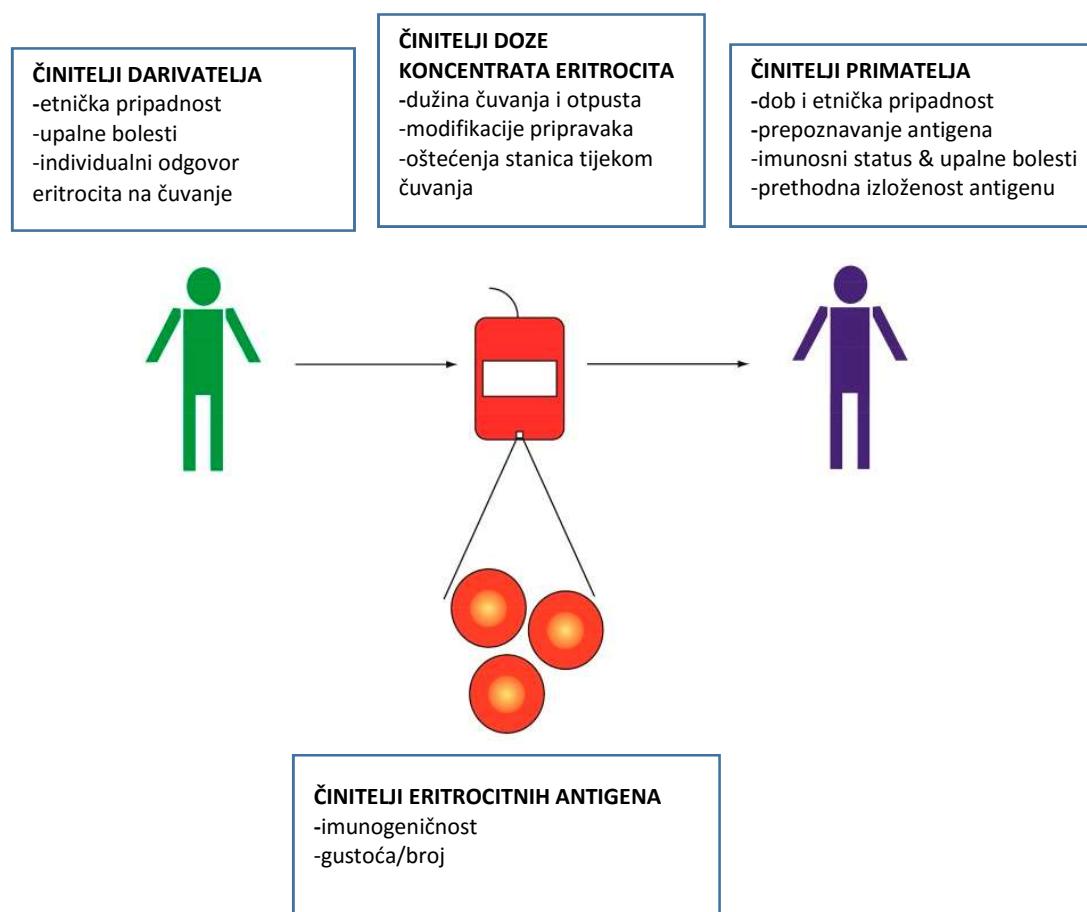 ČINITELJI DARIVATELJA
-etnička pripadnost
-upalne bolesti
-individualni odgovor
eritrocita na čuvanje
ČINITELJI DOZE
KONCENTRATA ERITROCITA
-dužina čuvanja i otpusta
-modifikacije pripravaka
-oštećenja stanica tijekom
čuvanja
ČINITELJI PRIMATELJA
-dob i etnička pripadnost
-prepoznavanje antigena
-imunosni status & upalne bolesti
-prethodna izloženost antigenu
ČINITELJI ERITROCITNIH ANTIGENA
-imunogeničnost
-gustoća/broj